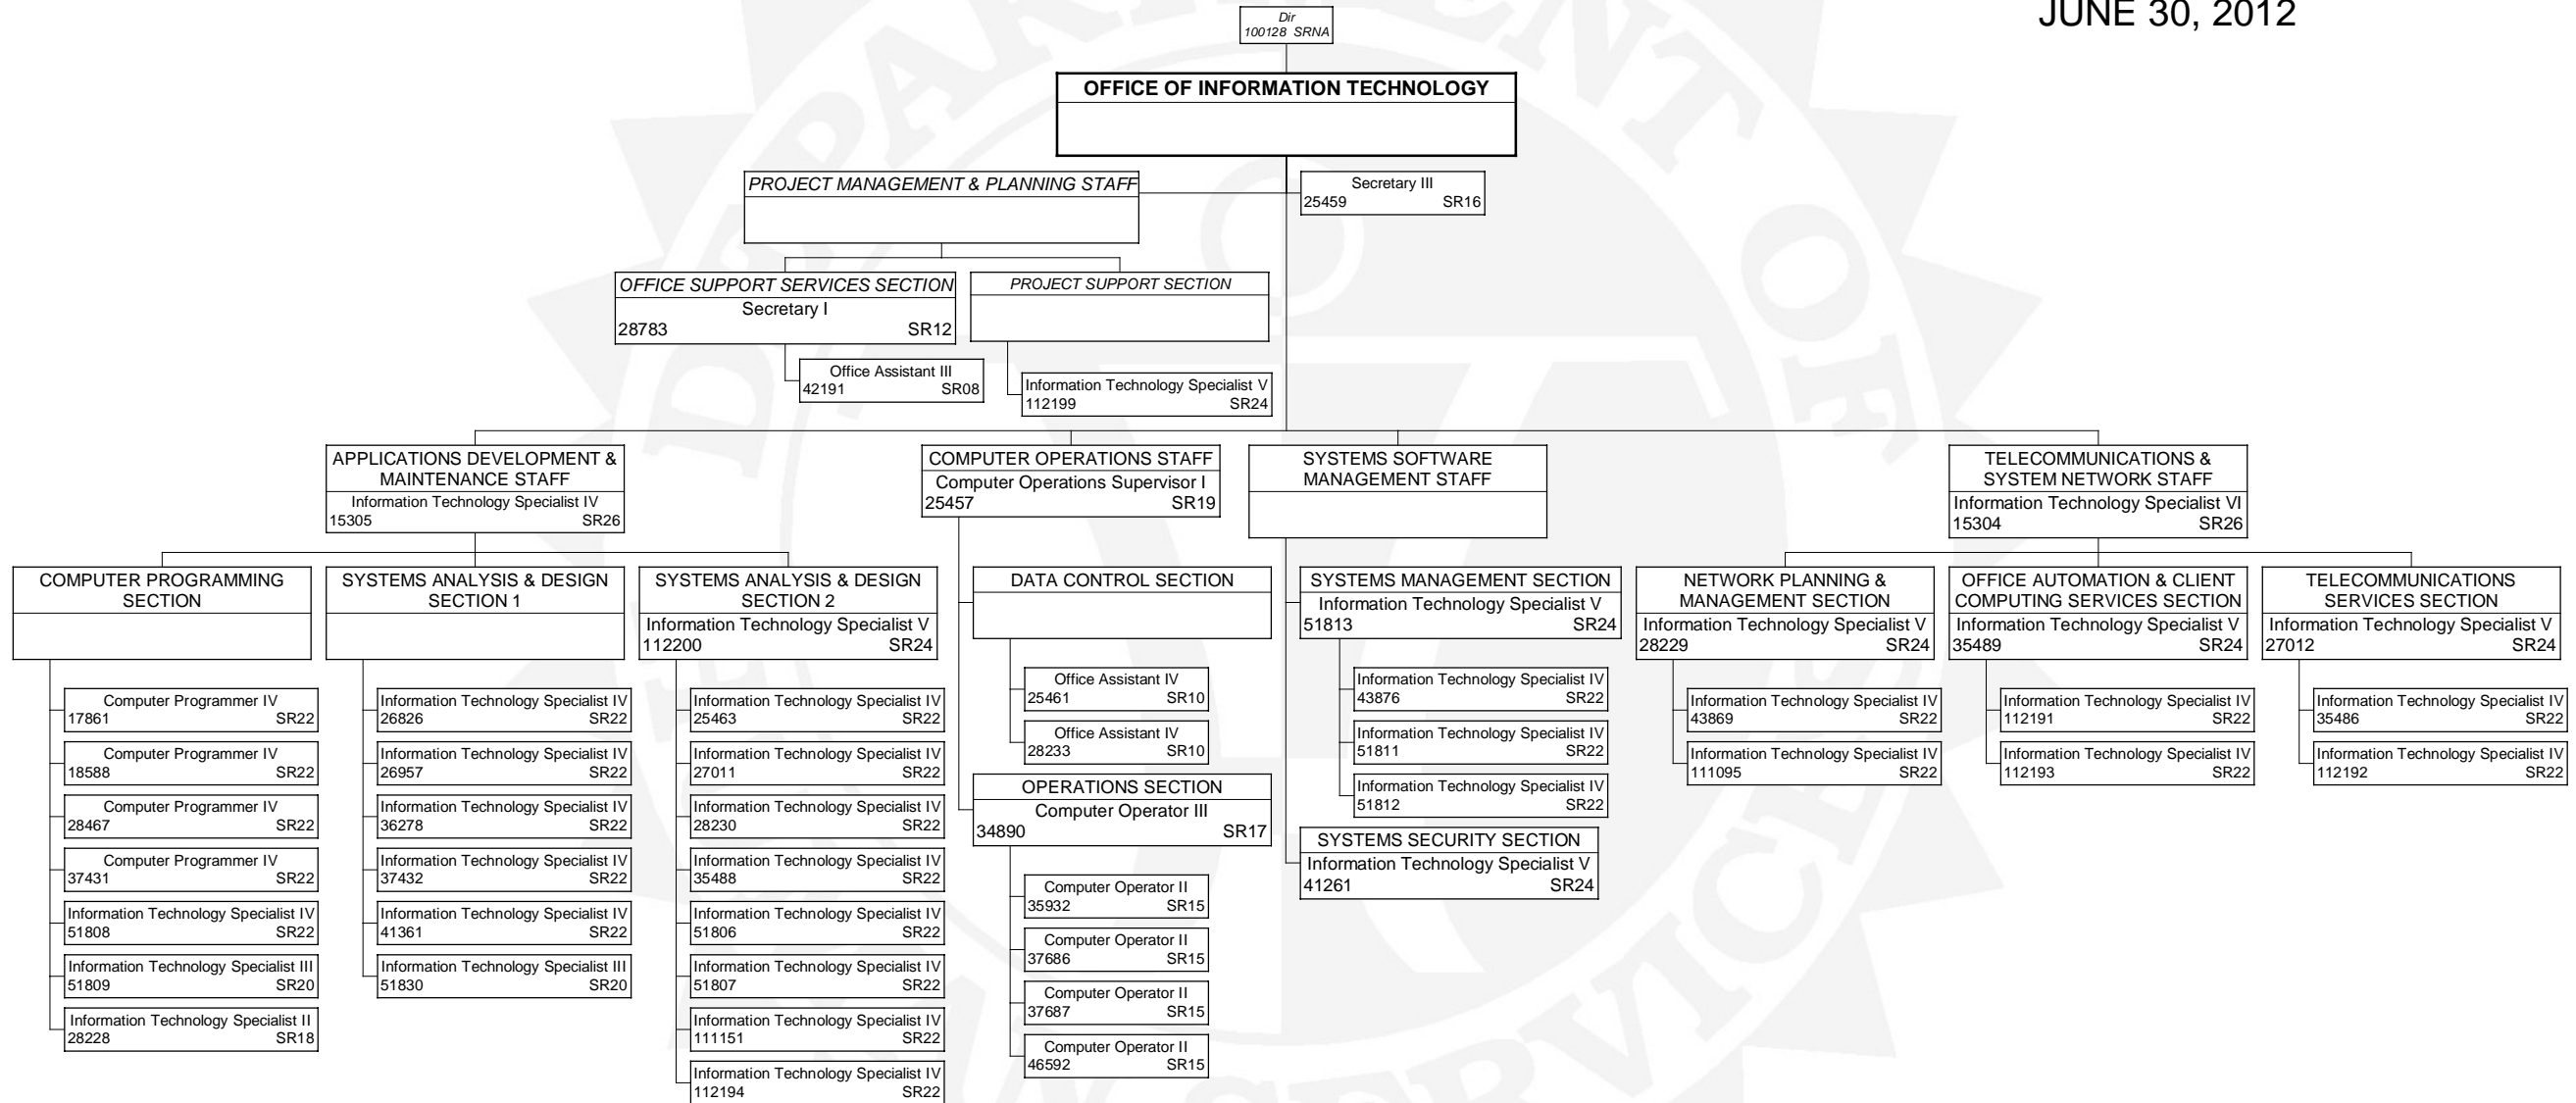 JUNE 30, 2012
Dir
100128 SRNA
OFFICE OF INFORMATION TECHNOLOGY
PROJECT MANAGEMENT & PLANNING STAFF
Secretary III
25459 SR16
OFFICE SUPPORT SERVICES SECTION
Secretary I
28783 SR12
Office Assistant III
42191 SR08
PROJECT SUPPORT SECTION
Information Technology Specialist V
112199 SR24
APPLICATIONS DEVELOPMENT &
MAINTENANCE STAFF
Information Technology Specialist IV
15305 SR26
COMPUTER PROGRAMMING
SECTION
Computer Programmer IV
17861 SR22
Computer Programmer IV
18588 SR22
Computer Programmer IV
28467 SR22
Computer Programmer IV
37431 SR22
Information Technology Specialist IV
51808 SR22
Information Technology Specialist III
51809 SR20
Information Technology Specialist II
28228 SR18
SYSTEMS ANALYSIS & DESIGN
SECTION 1
Information Technology Specialist IV
26826 SR22
Information Technology Specialist IV
26957 SR22
Information Technology Specialist IV
36278 SR22
Information Technology Specialist IV
37432 SR22
Information Technology Specialist IV
41361 SR22
Information Technology Specialist III
51830 SR20
SYSTEMS ANALYSIS & DESIGN
SECTION 2
Information Technology Specialist V
112200 SR24
Information Technology Specialist IV
25463 SR22
Information Technology Specialist IV
27011 SR22
Information Technology Specialist IV
28230 SR22
Information Technology Specialist IV
35488 SR22
Information Technology Specialist IV
51806 SR22
Information Technology Specialist IV
51807 SR22
Information Technology Specialist IV
111151 SR22
Information Technology Specialist IV
112194 SR22
COMPUTER OPERATIONS STAFF
Computer Operations Supervisor I
25457 SR19
DATA CONTROL SECTION
Office Assistant IV
25461 SR10
Office Assistant IV
28233 SR10
OPERATIONS SECTION
Computer Operator III
34890 SR17
Computer Operator II
35932 SR15
Computer Operator II
37686 SR15
Computer Operator II
37687 SR15
Computer Operator II
46592 SR15
SYSTEMS SOFTWARE
MANAGEMENT STAFF
SYSTEMS MANAGEMENT SECTION
Information Technology Specialist V
51813 SR24
Information Technology Specialist IV
43876 SR22
Information Technology Specialist IV
51811 SR22
Information Technology Specialist IV
51812 SR22
SYSTEMS SECURITY SECTION
Information Technology Specialist V
41261 SR24
TELECOMMUNICATIONS &
SYSTEM NETWORK STAFF
Information Technology Specialist VI
15304 SR26
NETWORK PLANNING &
MANAGEMENT SECTION
Information Technology Specialist V
28229 SR24
Information Technology Specialist IV
43869 SR22
Information Technology Specialist IV
111095 SR22
OFFICE AUTOMATION & CLIENT
COMPUTING SERVICES SECTION
Information Technology Specialist V
35489 SR24
Information Technology Specialist IV
112191 SR22
Information Technology Specialist IV
112193 SR22
TELECOMMUNICATIONS
SERVICES SECTION
Information Technology Specialist V
27012 SR24
Information Technology Specialist IV
35486 SR22
Information Technology Specialist IV
112192 SR22
DEPARTMENT OF